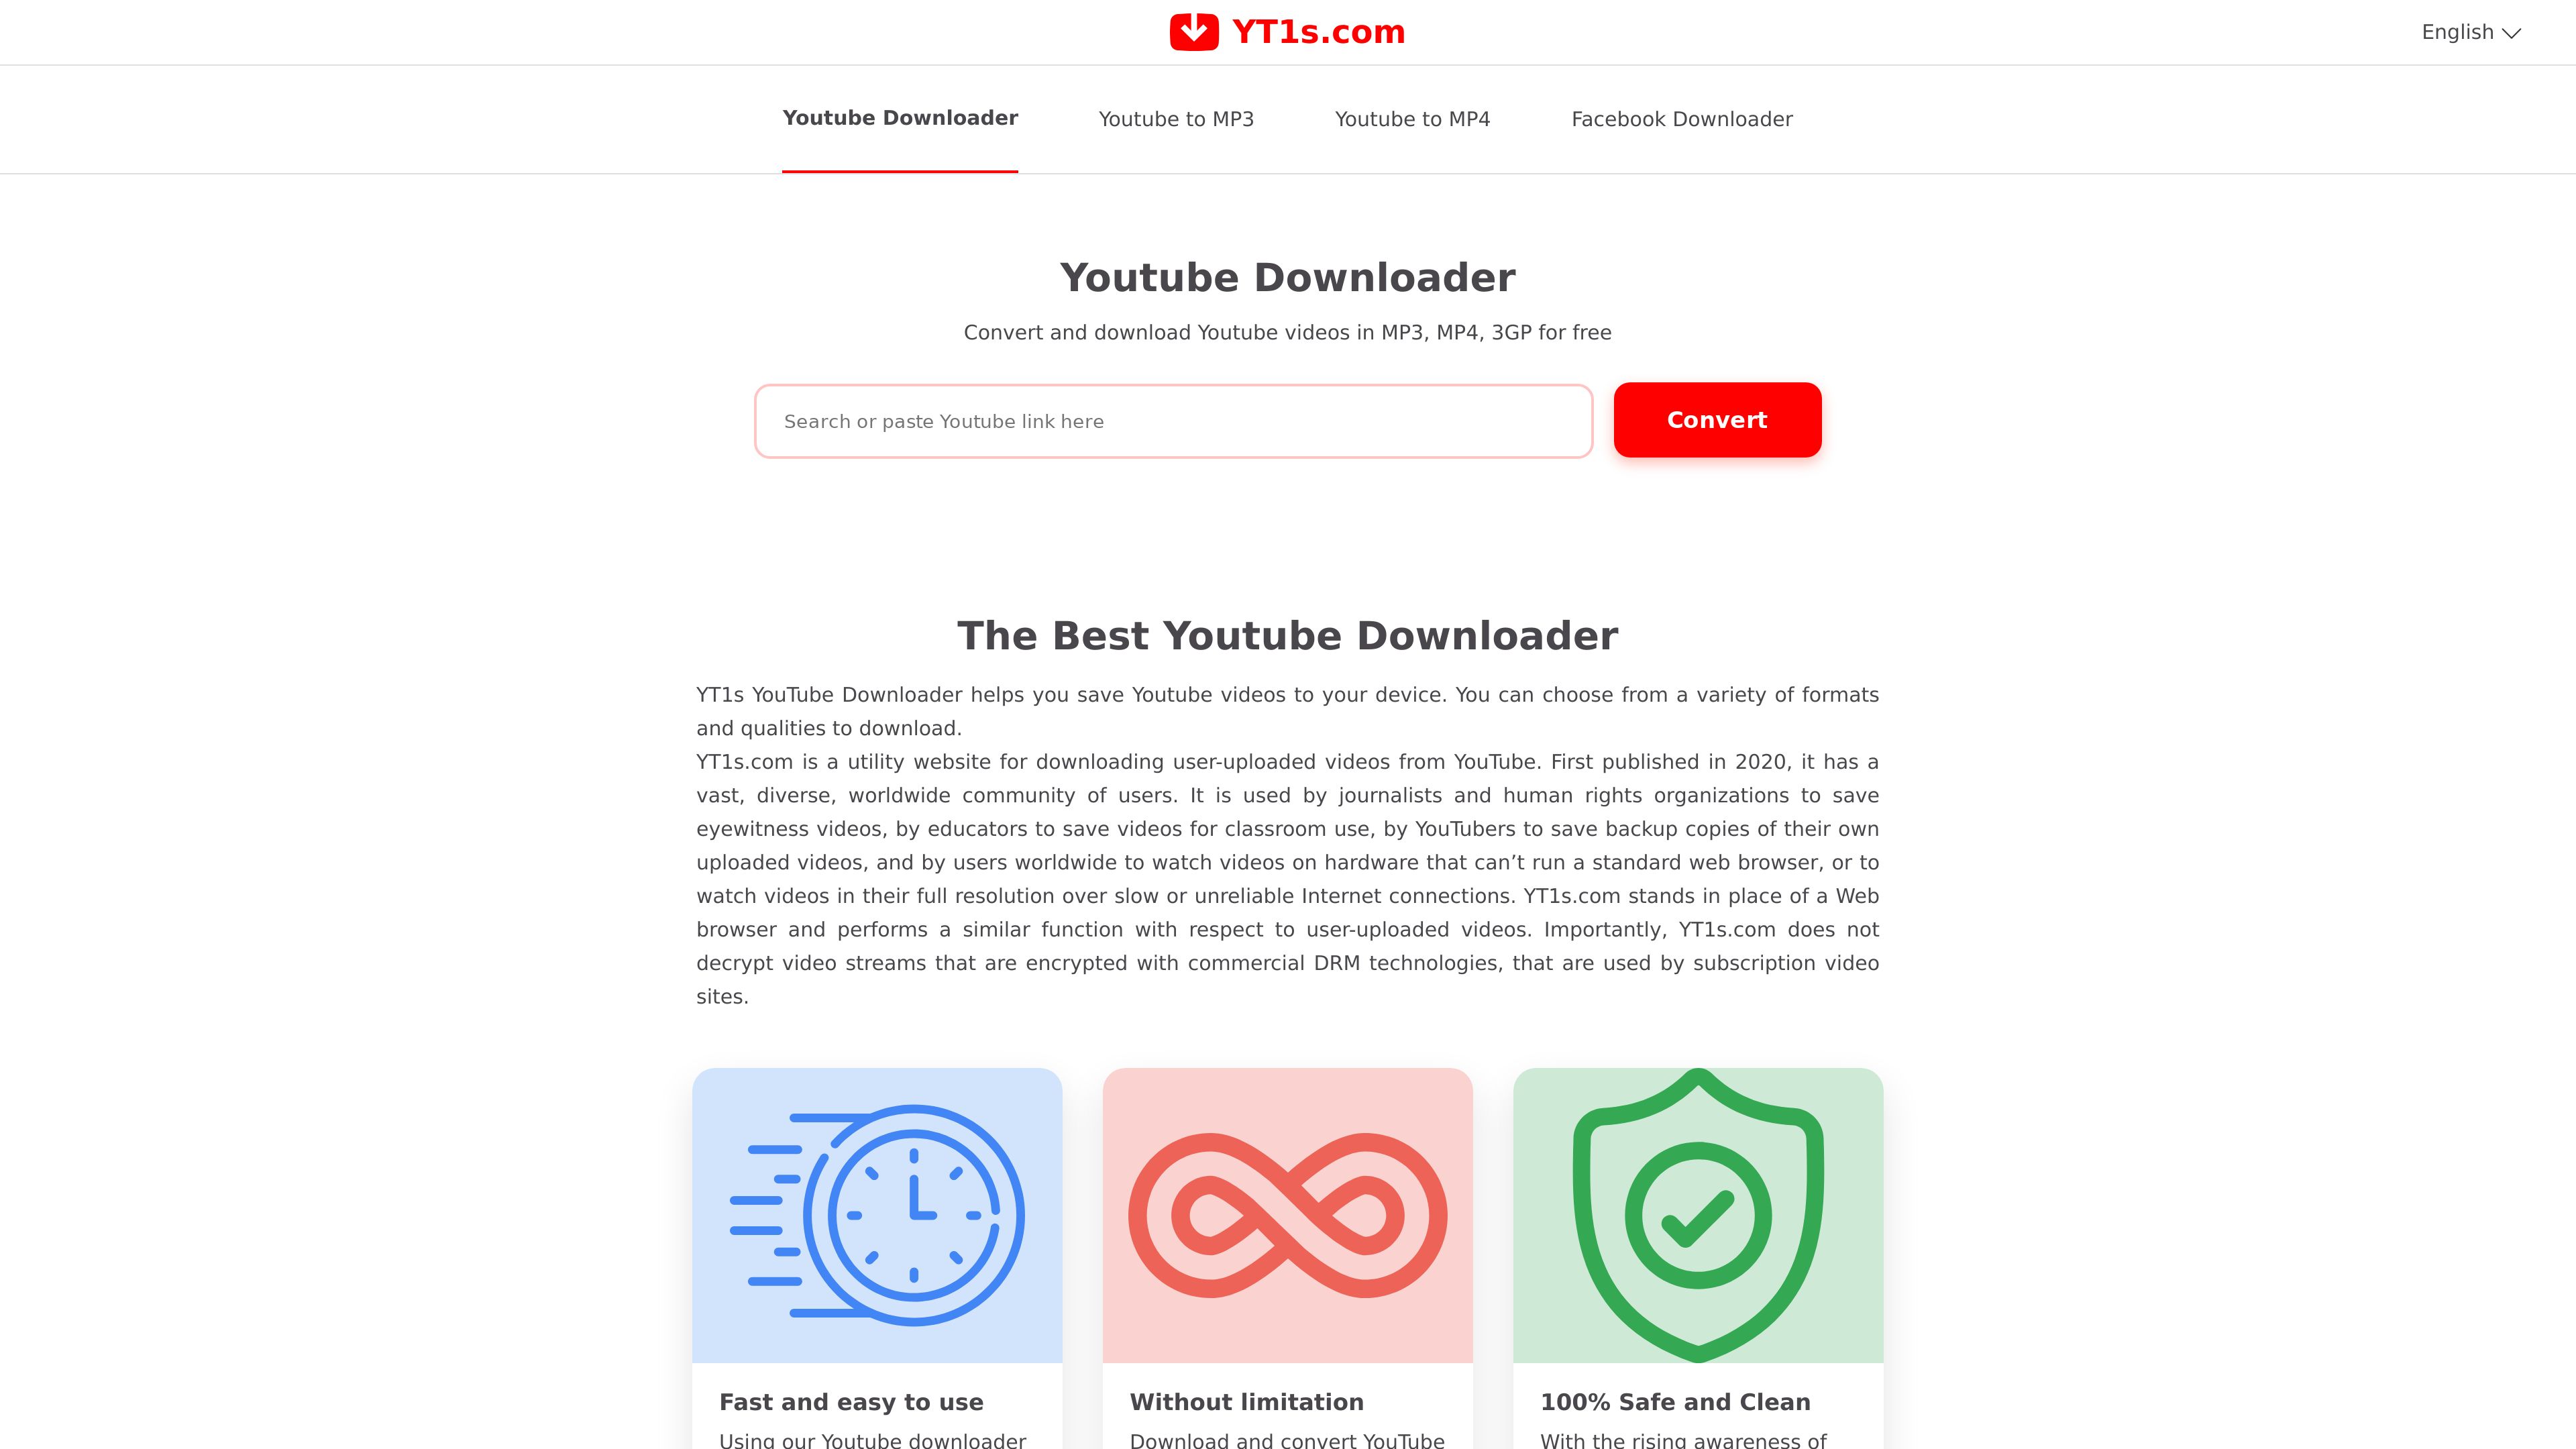 YT1s.com
English
Youtube Downloader
Youtube to MP3
Youtube to MP4
Facebook Downloader
Youtube Downloader
Convert and download Youtube videos in MP3, MP4, 3GP for free
Search or paste Youtube link here
Convert
The Best Youtube Downloader
YT1s YouTube Downloader helps you save Youtube videos to your device. You can choose from a variety of formats
and qualities to download.
YT1s.com is a utility website for downloading user-uploaded videos from YouTube. First published in 2020, it has a
vast, diverse, worldwide community of users. It is used by journalists and human rights organizations to save
eyewitness videos, by educators to save videos for classroom use, by YouTubers to save backup copies of their own
uploaded videos, and by users worldwide to watch videos on hardware that can’t run a standard web browser, or to
watch videos in their full resolution over slow or unreliable Internet connections. YT1s.com stands in place of a Web
browser and performs a similar function with respect to user-uploaded videos. Importantly, YT1s.com does not
decrypt video streams that are encrypted with commercial DRM technologies, that are used by subscription video
sites.
Fast and easy to use
Using our Youtube downloader
Without limitation
Download and convert YouTube
100% Safe and Clean
With the rising awareness of